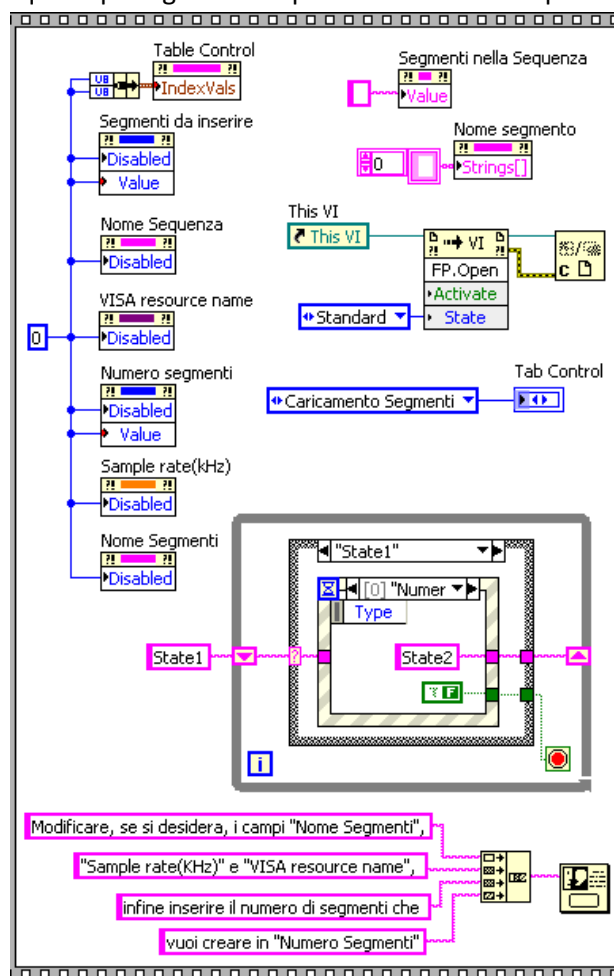 Table Control
U8
U8
IndexVals
Segmenti da inserire
Disabled
Value
Nome Sequenza
Disabled
VISA resource name
0
Disabled
Numero segmenti
Disabled
Value
Sample rate(kHz)
Disabled
Nome Segmenti
Disabled
Segmenti nella Sequenza
Value
Nome segmento
0
Strings[]
This VI
This VI
VI
FP.Open
Activate
State
Standard
C
Tab Control
Caricamento Segmenti
"State1"
[0] "Numer
Type
State1
?
State2
? F
i
Modificare, se si desidera, i campi "Nome Segmenti",
"Sample rate(KHz)" e "VISA resource name",
infine inserire il numero di segmenti che
vuoi creare in "Numero Segmenti"